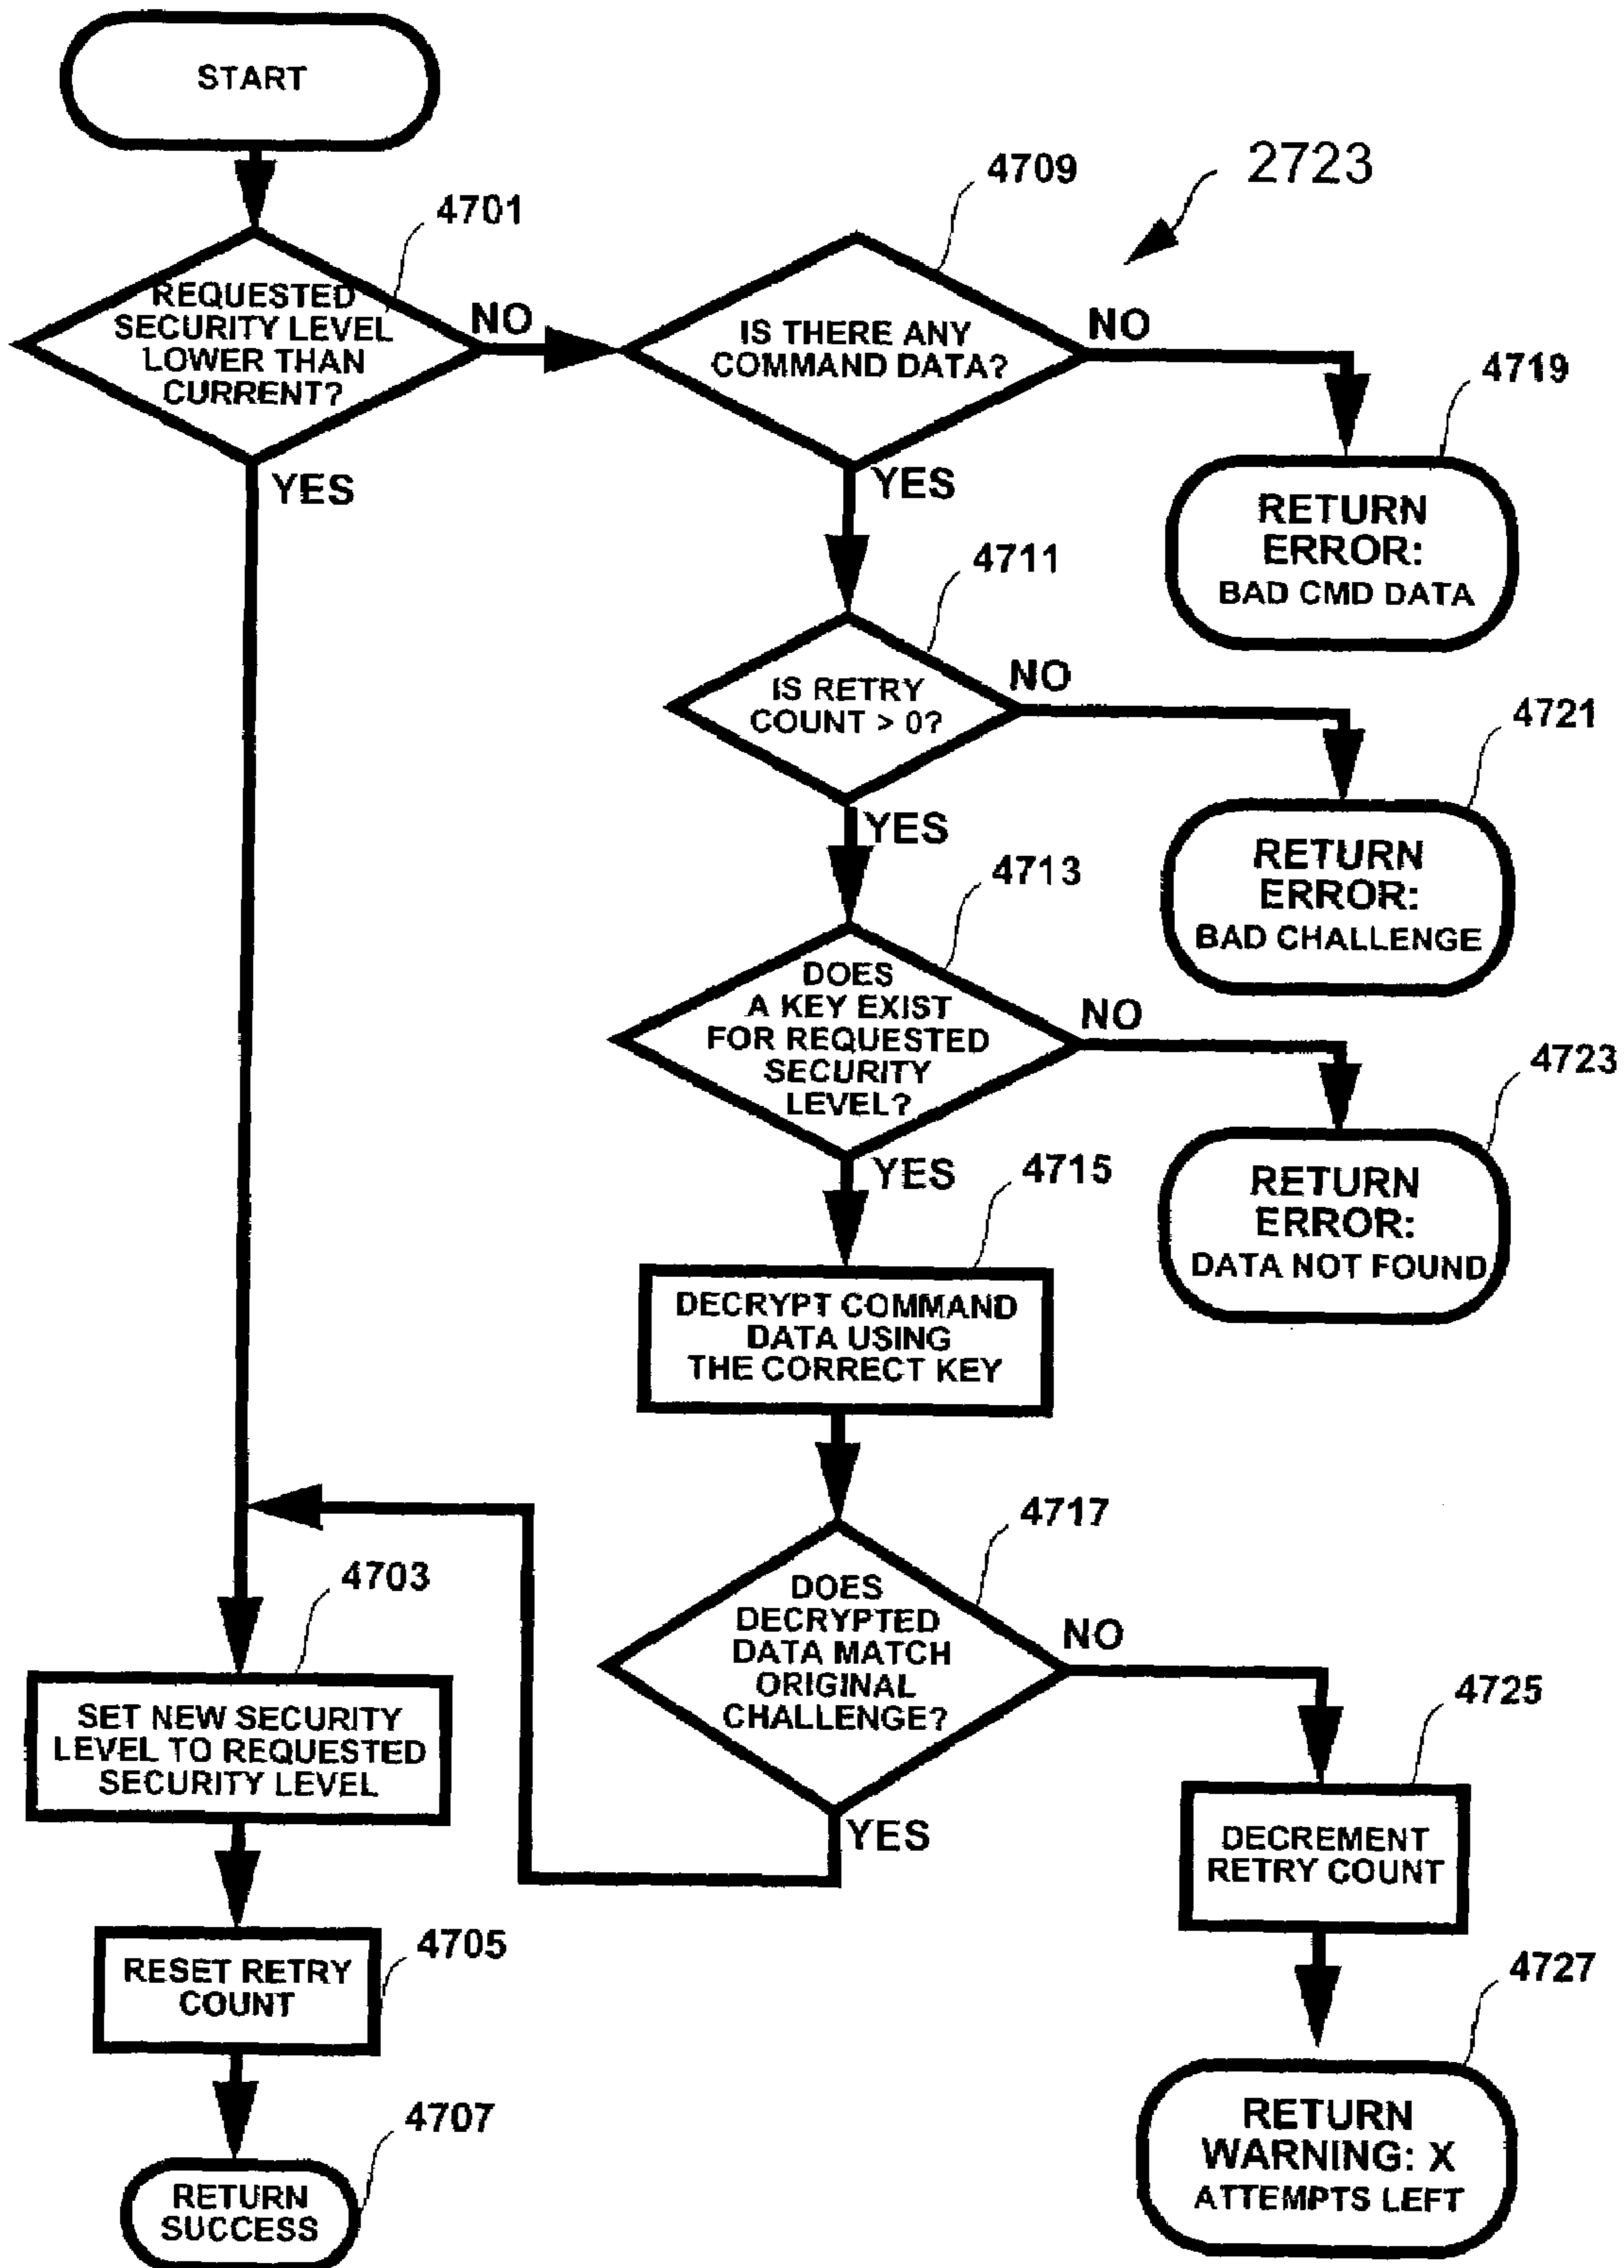 START
2723
4701
REQUESTED
SECURITY LEVEL
LOWER THAN
CURRENT?
NO
YES
4709
IS THERE ANY
COMMAND DATA?
NO
YES
4719
RETURN
ERROR:
BAD CMD DATA
4711
IS RETRY
COUNT > 0?
NO
YES
4721
RETURN
ERROR:
BAD CHALLENGE
4713
DOES
A KEY EXIST
FOR REQUESTED
SECURITY
LEVEL?
NO
YES
4723
RETURN
ERROR:
DATA NOT FOUND
4715
DECRYPT COMMAND
DATA USING
THE CORRECT KEY
4717
DOES
DECRYPTED
DATA MATCH
ORIGINAL
CHALLENGE?
NO
YES
4703
SET NEW SECURITY
LEVEL TO REQUESTED
SECURITY LEVEL
4725
DECREMENT
RETRY COUNT
4705
RESET RETRY
COUNT
4727
RETURN
WARNING: X
ATTEMPTS LEFT
4707
RETURN
SUCCESS